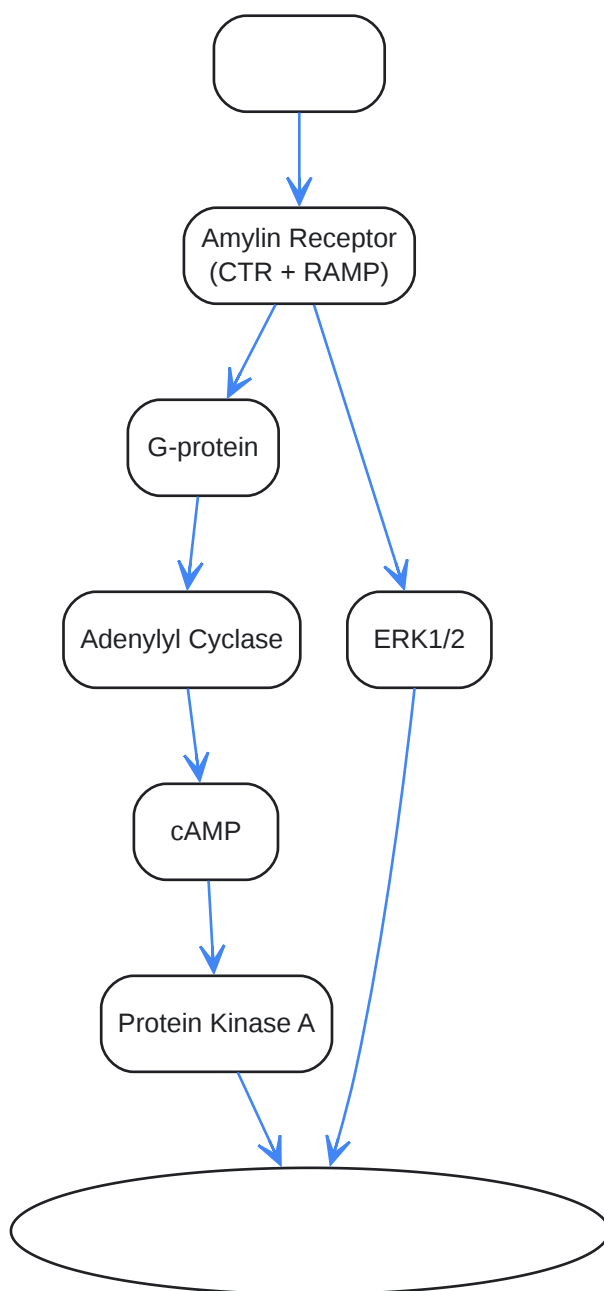 Amylin Receptor
(CTR + RAMP)
G-protein
Adenylyl Cyclase
ERK1/2
cAMP
Protein Kinase A